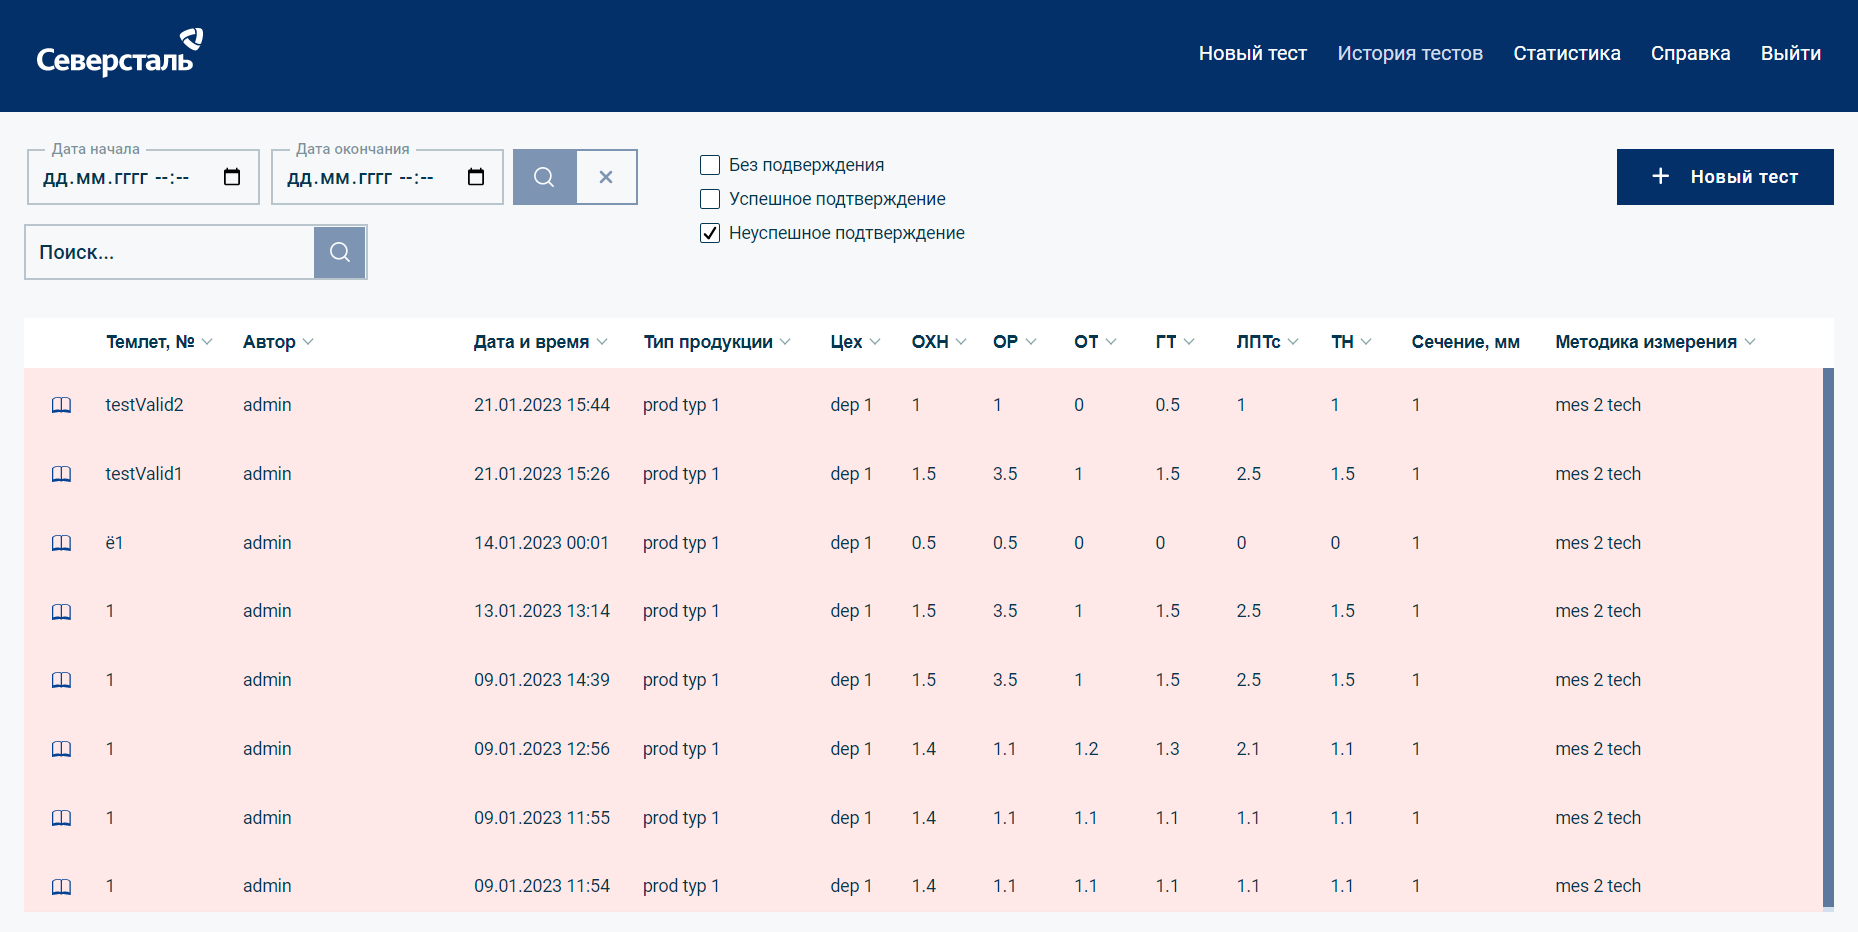 Северсталь
Новый тест История тестов Статистика Справка Выйти
Дата начала Дата окончания
дд.мм.гггг --:-- дд.мм.гггг --:--
Без подверждения
Успешное подтверждение
Неуспешное подтверждение
+ Новый тест
Поиск...
Темлет, № Автор Дата и время Тип продукции Цех ОХН ОР ОТ ГТ ЛПТс ТН Сечение, мм Методика измерения
testValid2 admin 21.01.2023 15:44 prod typ 1 dep 1 1 1 0 0.5 1 1 1 mes 2 tech
testValid1 admin 21.01.2023 15:26 prod typ 1 dep 1 1.5 3.5 1 1.5 2.5 1.5 1 mes 2 tech
ё1 admin 14.01.2023 00:01 prod typ 1 dep 1 0.5 0.5 0 0 0 0 1 mes 2 tech
1 admin 13.01.2023 13:14 prod typ 1 dep 1 1.5 3.5 1 1.5 2.5 1.5 1 mes 2 tech
1 admin 09.01.2023 14:39 prod typ 1 dep 1 1.5 3.5 1 1.5 2.5 1.5 1 mes 2 tech
1 admin 09.01.2023 12:56 prod typ 1 dep 1 1.4 1.1 1.2 1.3 2.1 1.1 1 mes 2 tech
1 admin 09.01.2023 11:55 prod typ 1 dep 1 1.4 1.1 1.1 1.1 1.1 1.1 1 mes 2 tech
1 admin 09.01.2023 11:54 prod typ 1 dep 1 1.4 1.1 1.1 1.1 1.1 1.1 1 mes 2 tech